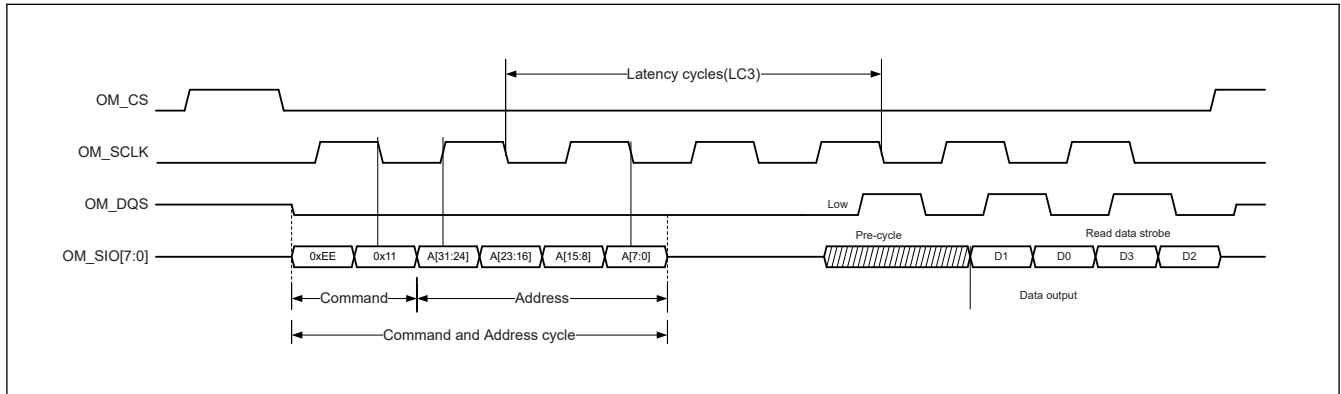 Latency cycles(LC3)
OM_CS
OM_SCLK
OM_DQS
Low
Pre-cycle
Read data strobe
OM_SIO[7:0]
0xEE
0x11
A[31:24]
A[23:16]
A[15:8]
A[7:0]
D1
D0
D3
D2
Command
Address
Data output
Command and Address cycle